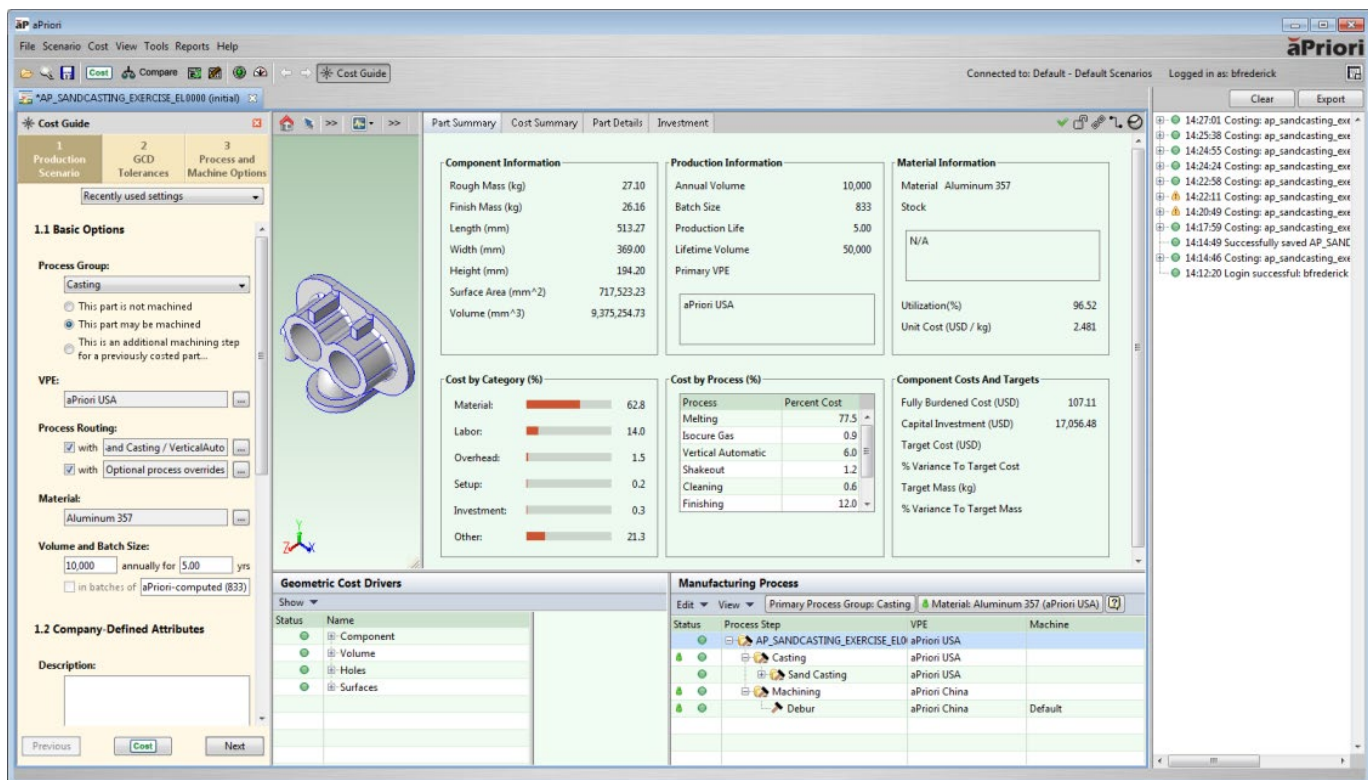 aP aPriori
File Scenario Cost View Tools Reports Help
aPriori
Cost Compare Cost Guide Connected to: Default - Default Scenarios Logged in as: bfrederick
*AP_SANDCASTING_EXERCISE_EL0000 (initial)
Clear Export
Cost Guide
1 Production Scenario
2 GCD Tolerances
3 Process and Machine Options
Recently used settings
1.1 Basic Options
Process Group:
Casting
This part is not machined
This part may be machined
This is an additional machining step
for a previously costed part...
VPE:
aPriori USA ...
Process Routing:
with and Casting / VerticalAuto ...
with Optional process overrides ...
Material:
Aluminum 357 ...
Volume and Batch Size:
10,000 annually for 5.00 yrs
in batches of aPriori-computed (833)
1.2 Company-Defined Attributes
Description:
Previous Cost Next
>> >>
Y
Z X
Part Summary Cost Summary Part Details Investment
Component Information
Rough Mass (kg) 27.10
Finish Mass (kg) 26.16
Length (mm) 513.27
Width (mm) 369.00
Height (mm) 194.20
Surface Area (mm^2) 717,523.23
Volume (mm^3) 9,375,254.73
Production Information
Annual Volume 10,000
Batch Size 833
Production Life 5.00
Lifetime Volume 50,000
Primary VPE
aPriori USA
Material Information
Material Aluminum 357
Stock
N/A
Utilization(%) 96.52
Unit Cost (USD / kg) 2.481
Cost by Category (%)
Material: 62.8
Labor: 14.0
Overhead: 1.5
Setup: 0.2
Investment: 0.3
Other: 21.3
Cost by Process (%)
Process Percent Cost
Melting 77.5
Isocure Gas 0.9
Vertical Automatic 6.0
Shakeout 1.2
Cleaning 0.6
Finishing 12.0
Component Costs And Targets
Fully Burdened Cost (USD) 107.11
Capital Investment (USD) 17,056.48
Target Cost (USD)
% Variance To Target Cost
Target Mass (kg)
% Variance To Target Mass
Geometric Cost Drivers
Show
Status Name
Component
Volume
Holes
Surfaces
Manufacturing Process
Edit View Primary Process Group: Casting Material: Aluminum 357 (aPriori USA) ?
Status Process Step VPE Machine
AP_SANDCASTING_EXERCISE_EL0 aPriori USA
Casting aPriori USA
Sand Casting aPriori USA
Machining aPriori China
Debur aPriori China Default
14:27:01 Costing: ap_sandcasting_exe
14:25:38 Costing: ap_sandcasting_exe
14:24:55 Costing: ap_sandcasting_exe
14:24:24 Costing: ap_sandcasting_exe
14:22:58 Costing: ap_sandcasting_exe
14:22:11 Costing: ap_sandcasting_exe
14:20:49 Costing: ap_sandcasting_exe
14:17:59 Costing: ap_sandcasting_exe
14:14:49 Successfully saved AP_SAND
14:14:46 Costing: ap_sandcasting_exe
14:12:20 Login successful: bfrederick